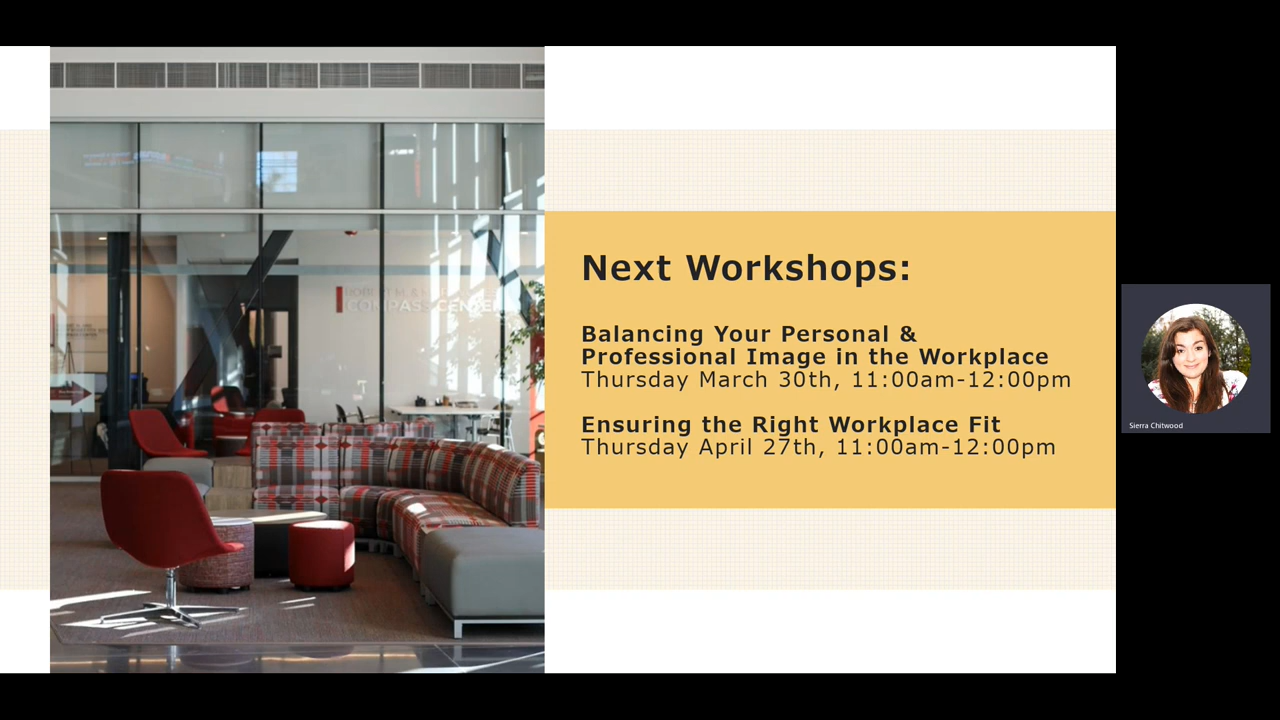 Next Workshops:
Balancing Your Personal &
Professional Image in the Workplace
Thursday March 30th, 11:00am-12:00pm
Ensuring the Right Workplace Fit
Thursday April 27th, 11:00am-12:00pm
COMPASS CENTER
Sierra Chitwood